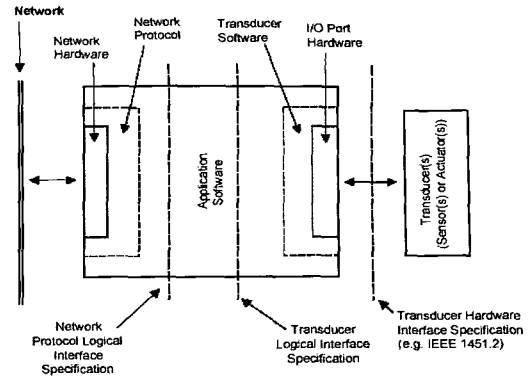 Network
Network
Hardware
Network
Protocol
Transducer
Software
I/O Port
Hardware
Application
Software
Transducer(s)
(Sensor(s) or Actuator(s))
Network
Protocol Logical
Interface
Specification
Transducer
Logical Interface
Specification
Transducer Hardware
Interface Specification
(e.g. IEEE 1451.2)